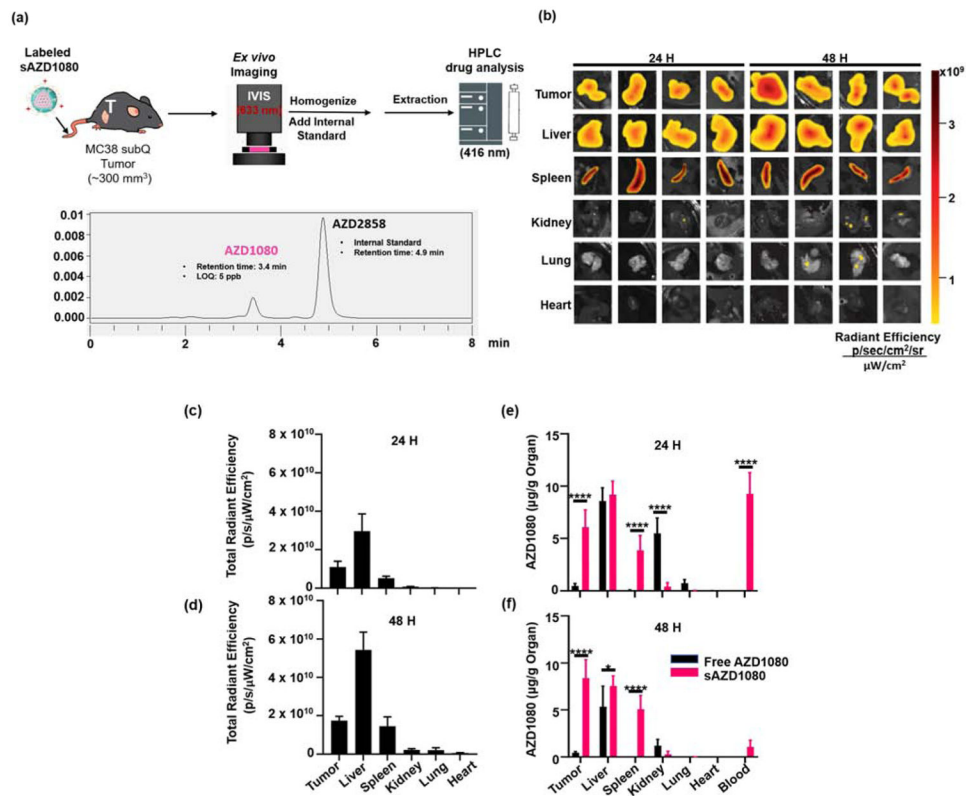 (a)
Labeled
sAZD1080
T
MC38 subQ
Tumor
(~300 mm³)
Ex vivo
Imaging
IVIS
[633 nm]
Homogenize
Add Internal
Standard
Extraction
HPLC
drug analysis
(416 nm)
0.01
0.008
0.006
0.004
0.002
0.000
AZD1080
• Retention time: 3.4 min
• LOQ: 5 ppb
AZD2858
• Internal Standard
• Retention time: 4.9 min
0 2 4 6 8
min
(b)
24 H 48 H
Tumor
Liver
Spleen
Kidney
Lung
Heart
x10⁹
3
2
1
Radiant Efficiency
p/sec/cm²/sr
µW/cm²
(c)
24 H
Total Radiant Efficiency
(p/s/µW/cm²)
8 x 10¹⁰
6 x 10¹⁰
4 x 10¹⁰
2 x 10¹⁰
0
(d)
48 H
Total Radiant Efficiency
(p/s/µW/cm²)
8 x 10¹⁰
6 x 10¹⁰
4 x 10¹⁰
2 x 10¹⁰
0
Tumor Liver Spleen Kidney Lung Heart
(e)
24 H
AZD1080 (µg/g Organ)
15
10
5
0
**** **** **** ****
(f)
48 H
AZD1080 (µg/g Organ)
15
10
5
0
**** * ****
Free AZD1080
sAZD1080
Tumor Liver Spleen Kidney Lung Heart Blood